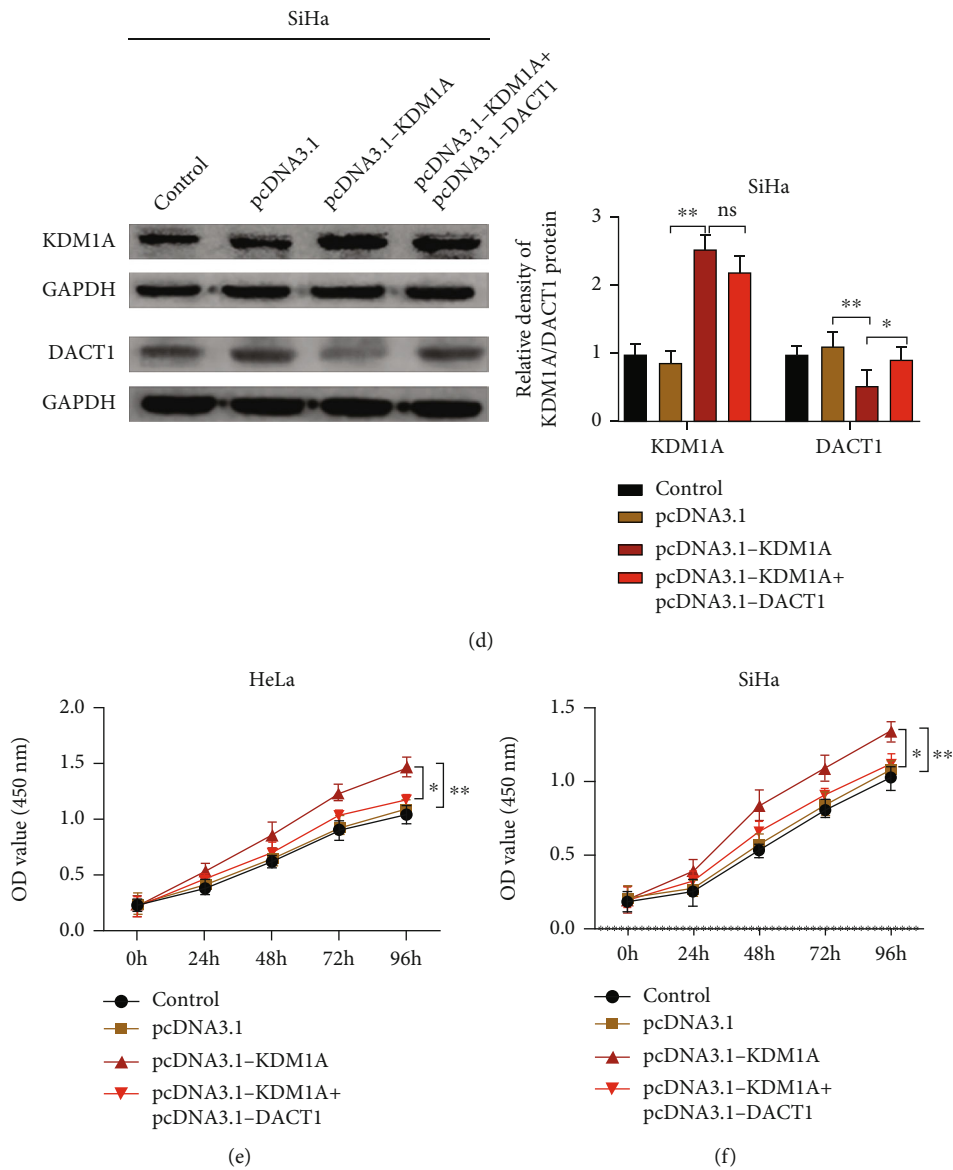 SiHa
Control
pcDNA3.1
pcDNA3.1–KDM1A
pcDNA3.1–KDM1A+
pcDNA3.1–DACT1
KDM1A
GAPDH
DACT1
GAPDH
SiHa
Relative density of
KDM1A/DACT1 protein
3
2
1
0
** ns
** *
KDM1A DACT1
Control
pcDNA3.1
pcDNA3.1–KDM1A
pcDNA3.1–KDM1A+
pcDNA3.1–DACT1
(d)
HeLa
OD value (450 nm)
2.0
1.5
1.0
0.5
0.0
* **
0h 24h 48h 72h 96h
Control
pcDNA3.1
pcDNA3.1–KDM1A
pcDNA3.1–KDM1A+
pcDNA3.1–DACT1
(e)
SiHa
OD value (450 nm)
1.5
1.0
0.5
0.0
* **
0h 24h 48h 72h 96h
Control
pcDNA3.1
pcDNA3.1–KDM1A
pcDNA3.1–KDM1A+
pcDNA3.1–DACT1
(f)